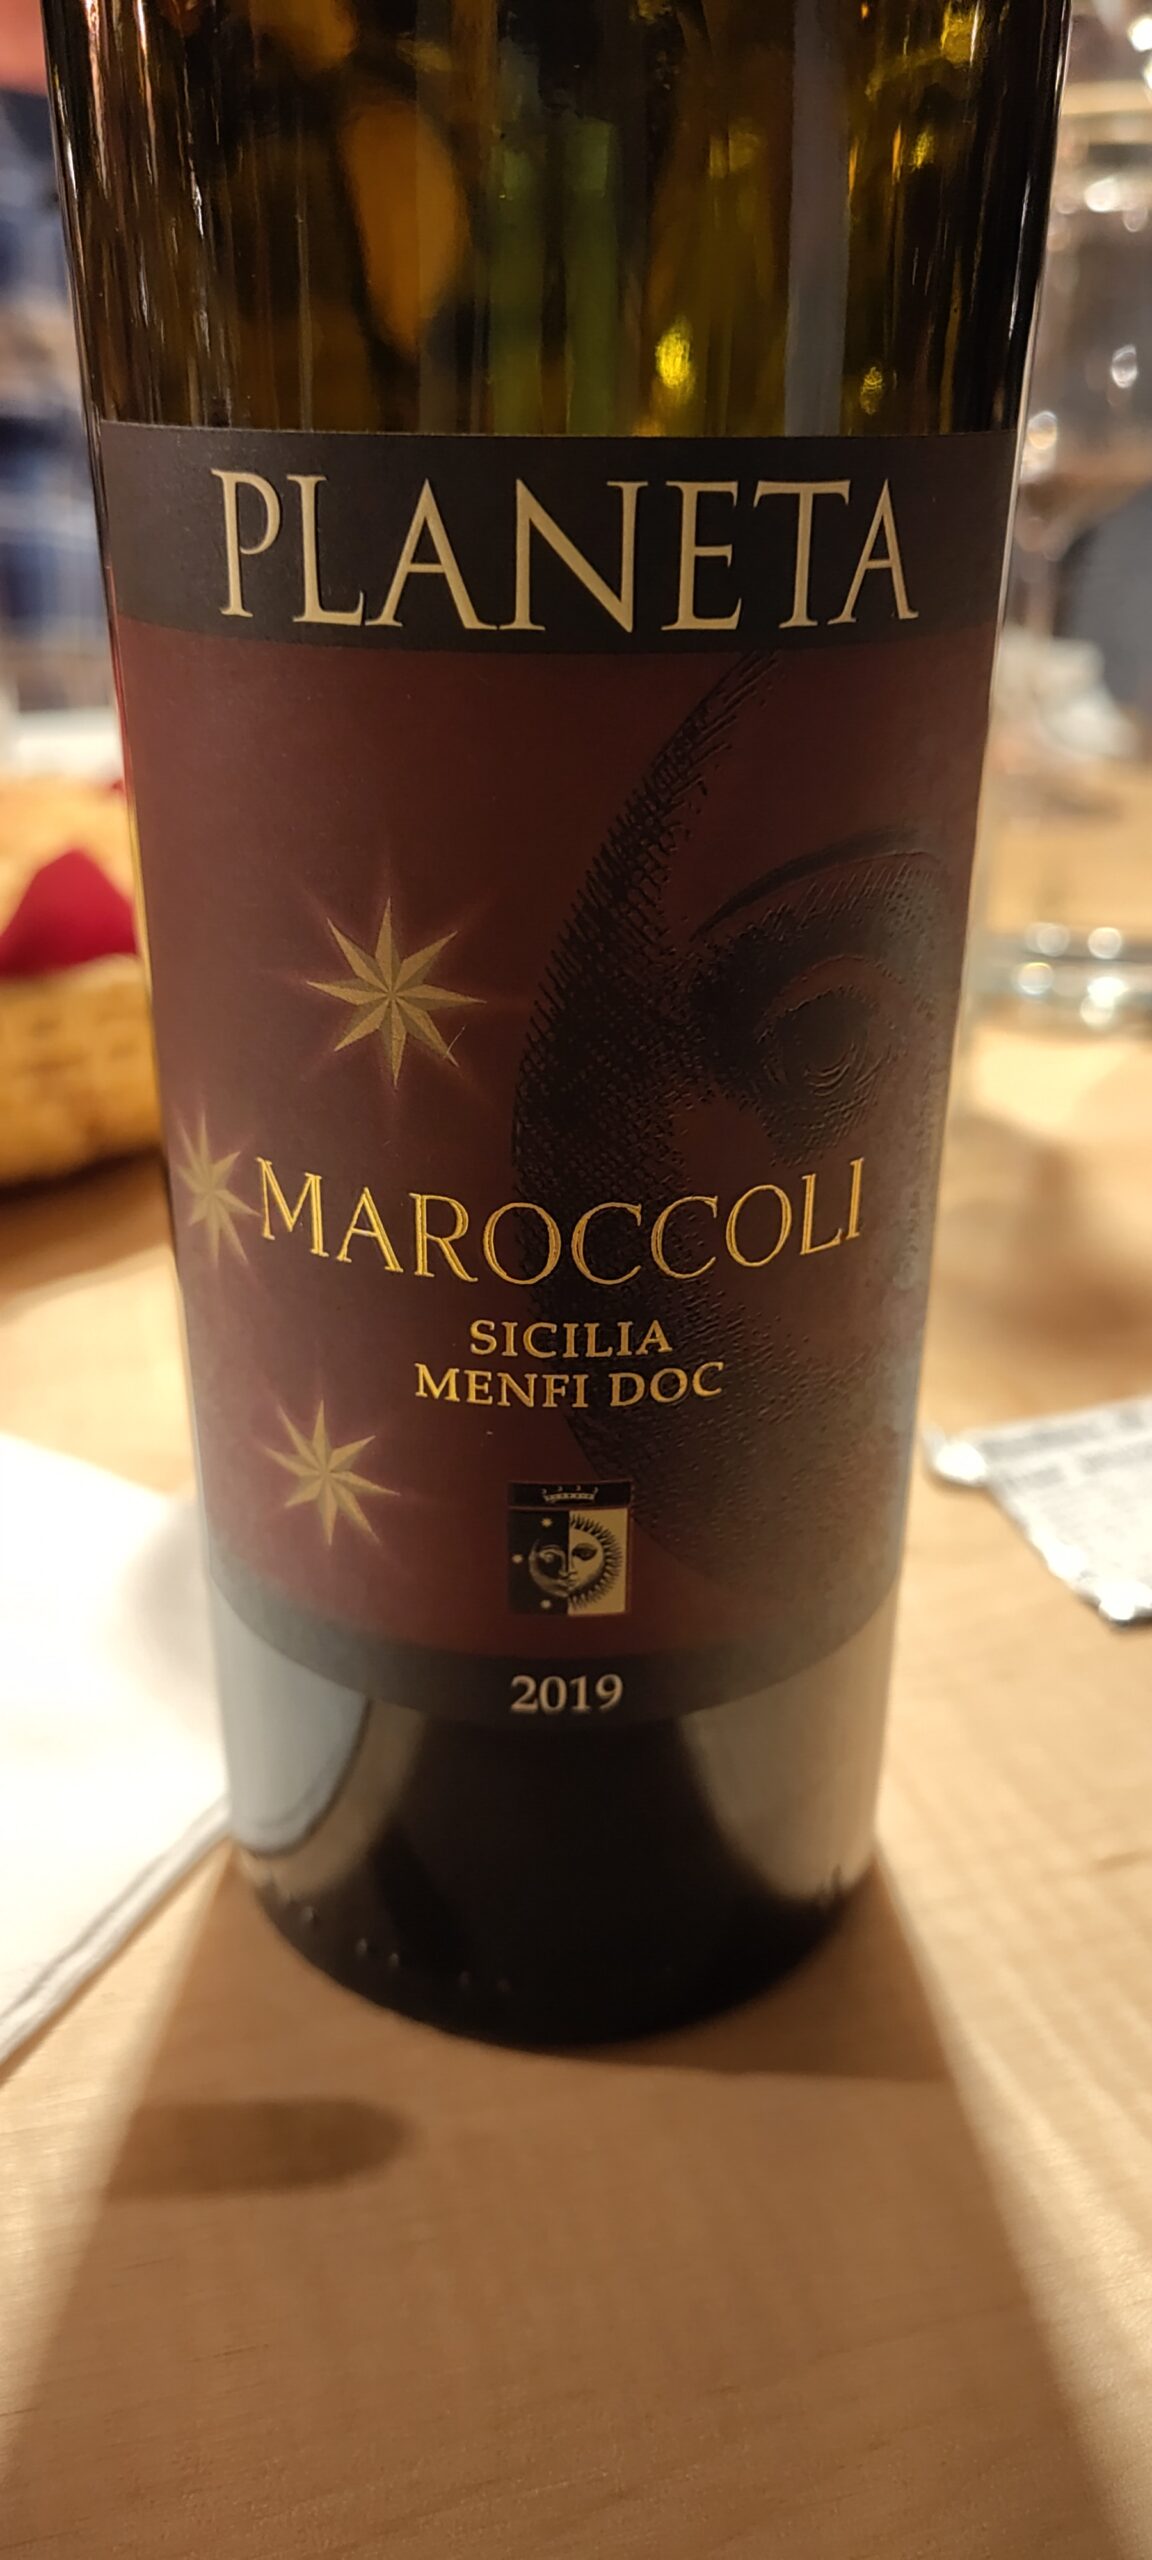 PLANETA
MAROCCOLI
SICILIA
MENFI DOC
2019